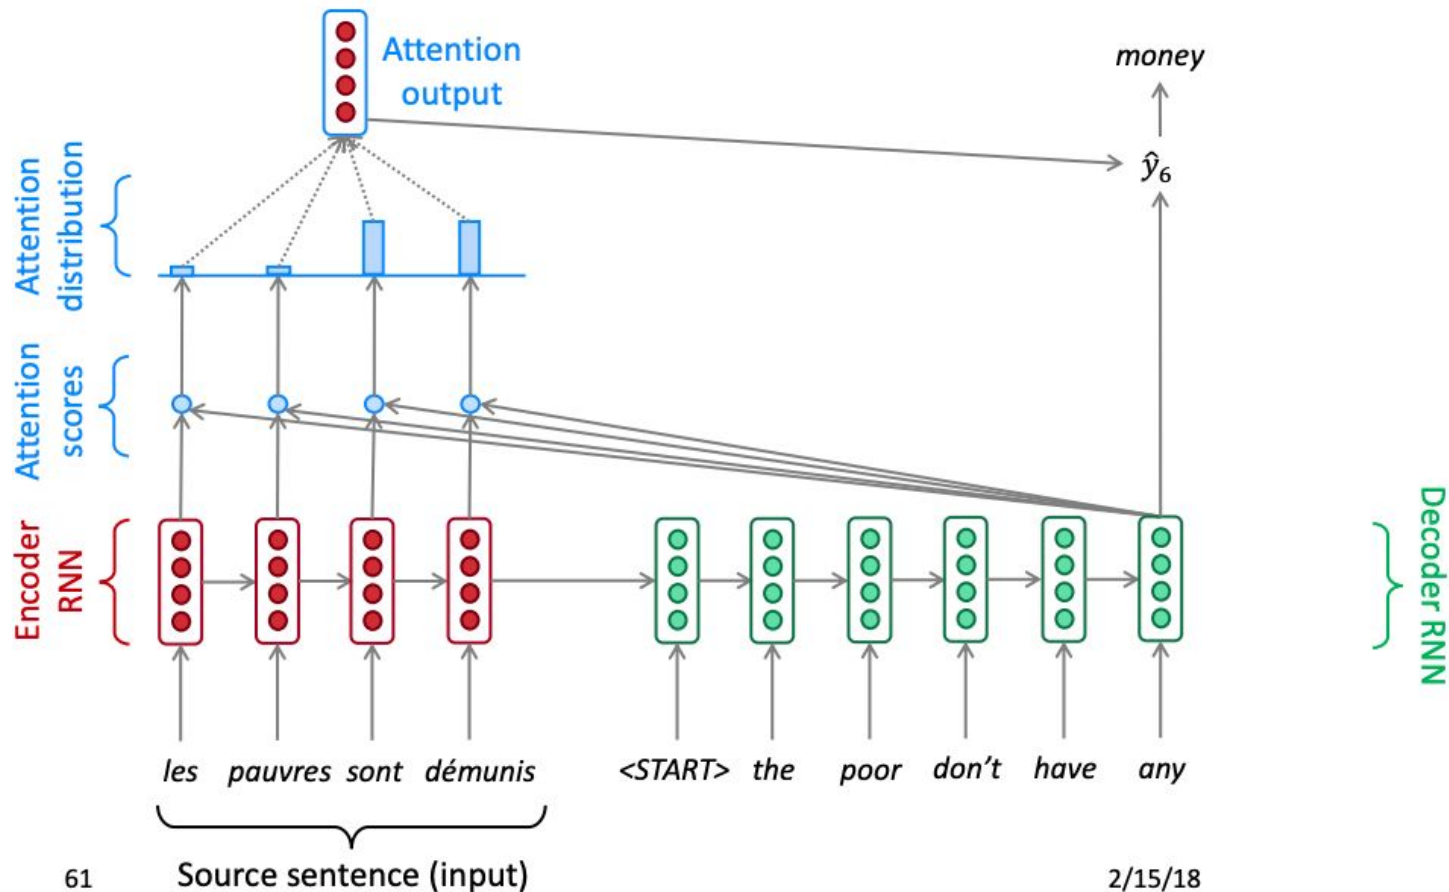 Attention
output
money
Attention
distribution
ŷ₆
Attention
scores
Encoder
RNN
Decoder RNN
les pauvres sont démunis <START> the poor don't have any
Source sentence (input)
61
2/15/18